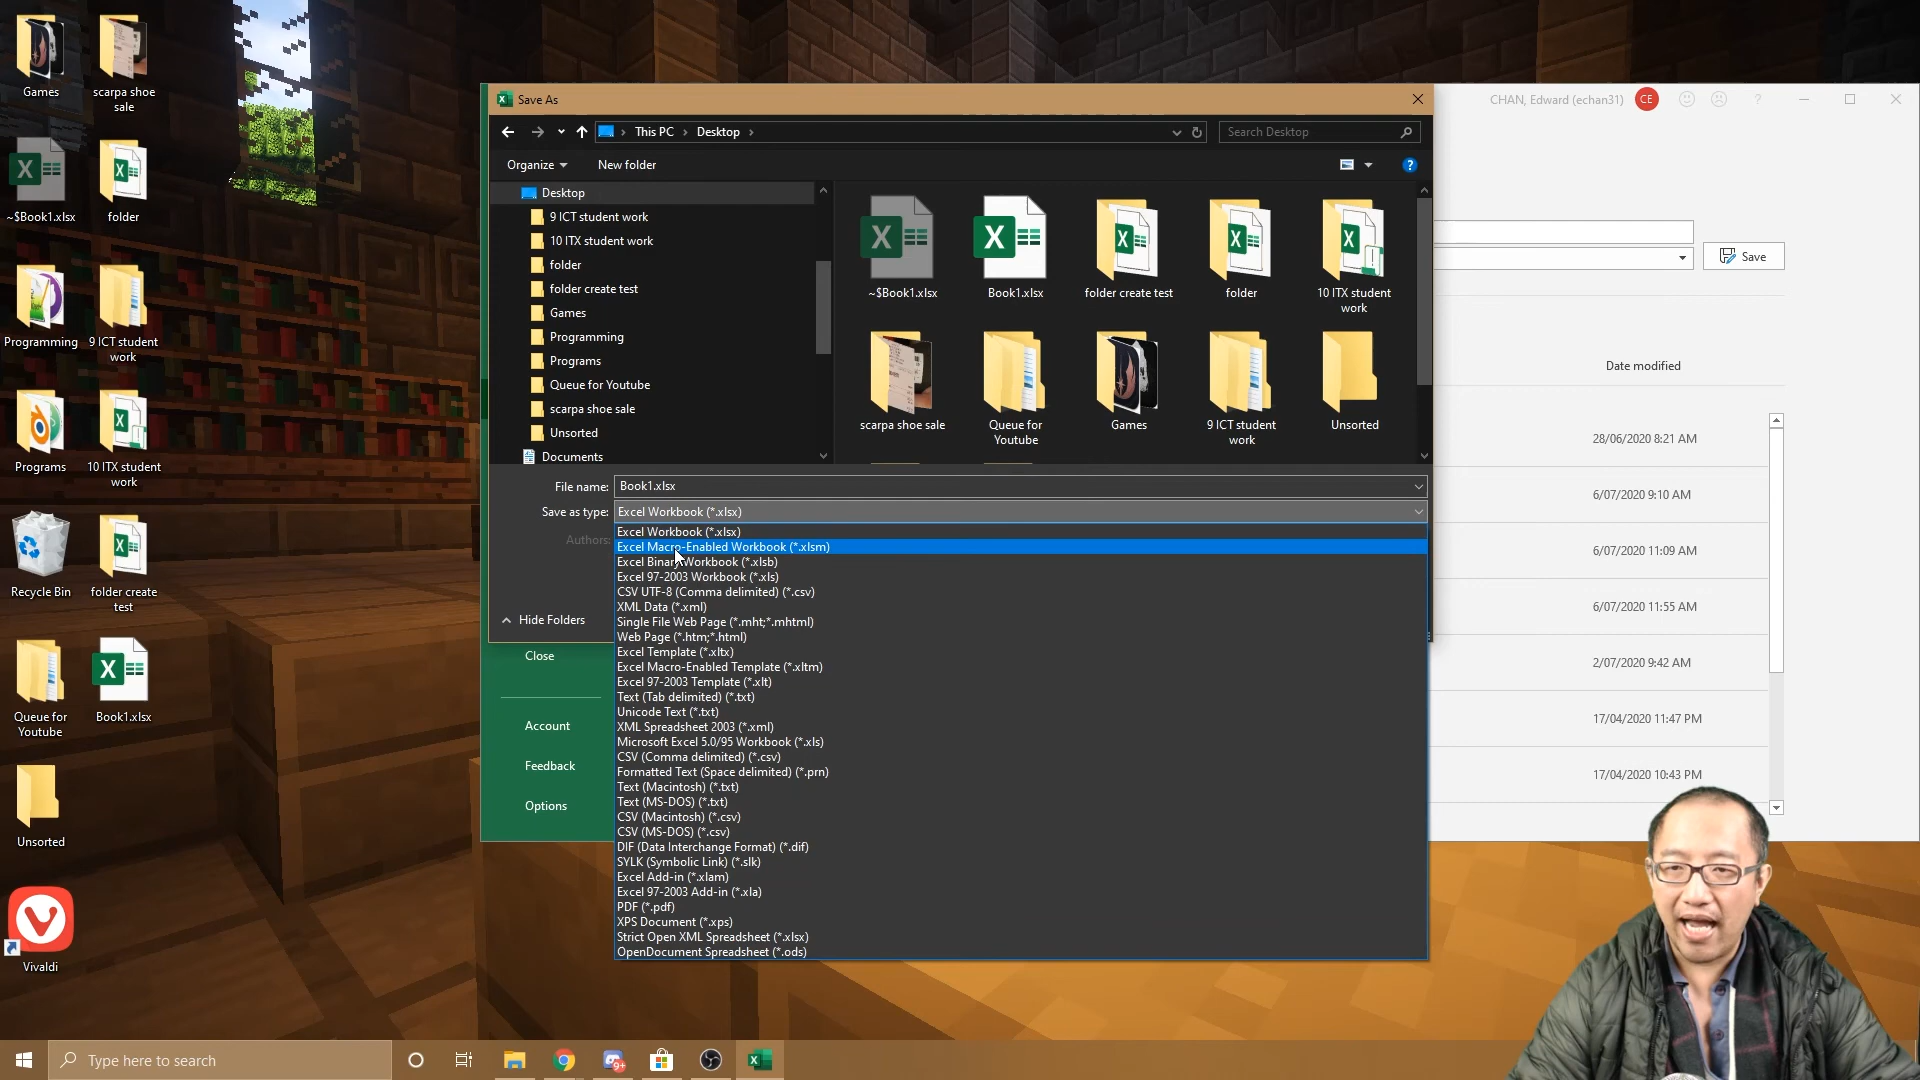 Games
scarpa shoe
sale
~$Book1.xlsx
folder
Programming
9 ICT student
work
Programs
10 ITX student
work
Recycle Bin
folder create
test
Queue for
Youtube
Book1.xlsx
Unsorted
Vivaldi
Save As
This PC
Desktop
Search Desktop
Organize
New folder
Desktop
9 ICT student work
10 ITX student work
folder
folder create test
Games
Programming
Programs
Queue for Youtube
scarpa shoe sale
Unsorted
Documents
~$Book1.xlsx
Book1.xlsx
folder create test
folder
10 ITX student
work
scarpa shoe sale
Queue for
Youtube
Games
9 ICT student
work
Unsorted
File name:
Book1.xlsx
Save as type:
Excel Workbook (*.xlsx)
Authors:
Excel Workbook (*.xlsx)
Excel Macro-Enabled Workbook (*.xlsm)
Excel Binary Workbook (*.xlsb)
Excel 97-2003 Workbook (*.xls)
CSV UTF-8 (Comma delimited) (*.csv)
XML Data (*.xml)
Single File Web Page (*.mht;*.mhtml)
Web Page (*.htm;*.html)
Excel Template (*.xltx)
Excel Macro-Enabled Template (*.xltm)
Excel 97-2003 Template (*.xlt)
Text (Tab delimited) (*.txt)
Unicode Text (*.txt)
XML Spreadsheet 2003 (*.xml)
Microsoft Excel 5.0/95 Workbook (*.xls)
CSV (Comma delimited) (*.csv)
Formatted Text (Space delimited) (*.prn)
Text (Macintosh) (*.txt)
Text (MS-DOS) (*.txt)
CSV (Macintosh) (*.csv)
CSV (MS-DOS) (*.csv)
DIF (Data Interchange Format) (*.dif)
SYLK (Symbolic Link) (*.slk)
Excel Add-in (*.xlam)
Excel 97-2003 Add-in (*.xla)
PDF (*.pdf)
XPS Document (*.xps)
Strict Open XML Spreadsheet (*.xlsx)
OpenDocument Spreadsheet (*.ods)
Hide Folders
Close
Account
Feedback
Options
CHAN, Edward (echan31)
CE
?
Save
Date modified
28/06/2020 8:21 AM
6/07/2020 9:10 AM
6/07/2020 11:09 AM
6/07/2020 11:55 AM
2/07/2020 9:42 AM
17/04/2020 11:47 PM
17/04/2020 10:43 PM
Type here to search
9+